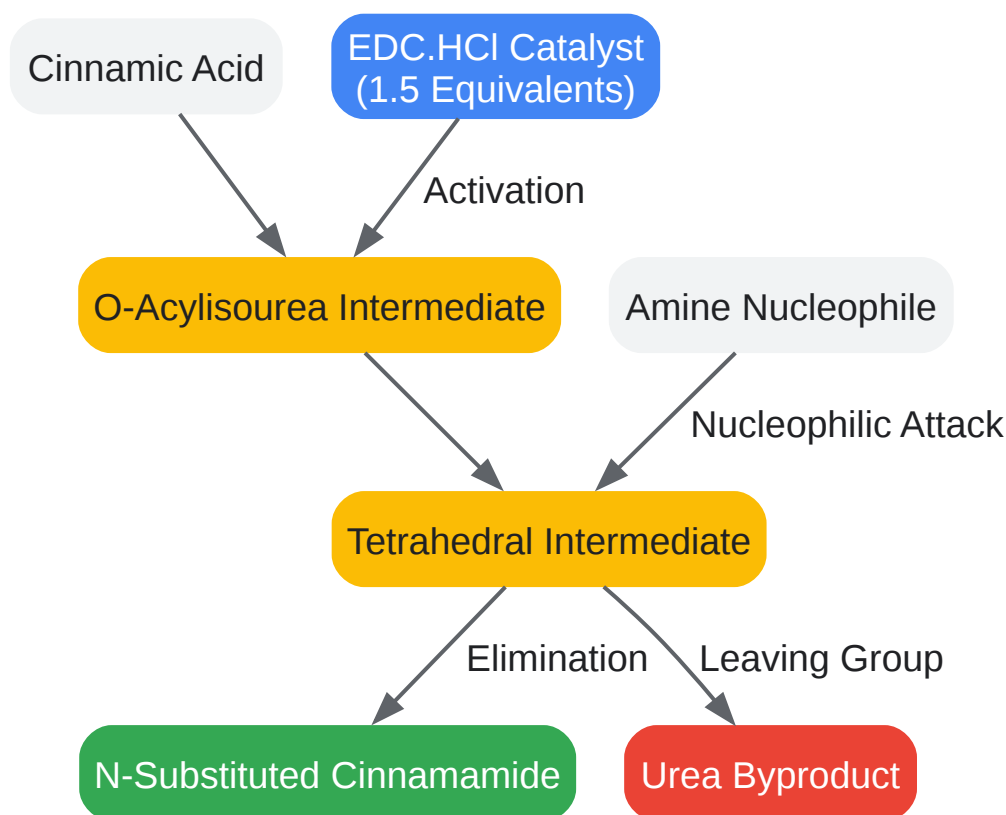 Cinnamic Acid
EDC.HCl Catalyst
(1.5 Equivalents)
Activation
O-Acylisourea Intermediate
Amine Nucleophile
Nucleophilic Attack
Tetrahedral Intermediate
Elimination
Leaving Group
N-Substituted Cinnamamide
Urea Byproduct